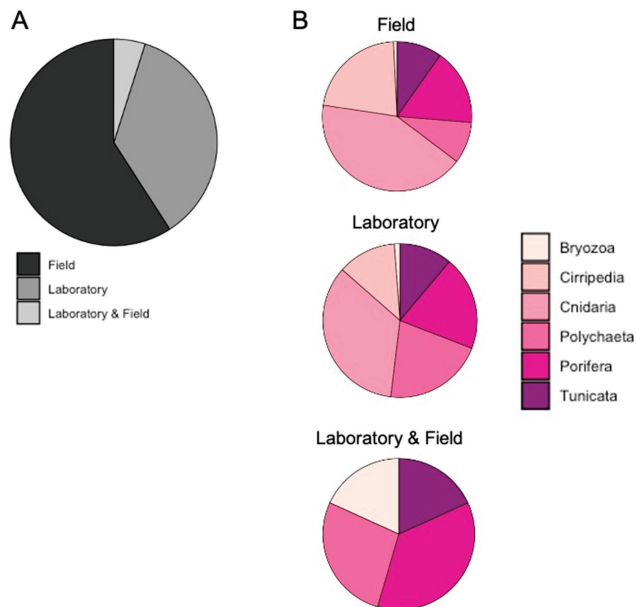 A
Field
Laboratory
Laboratory & Field
B
Field
Laboratory
Laboratory & Field
Bryozoa
Cirripedia
Cnidaria
Polychaeta
Porifera
Tunicata